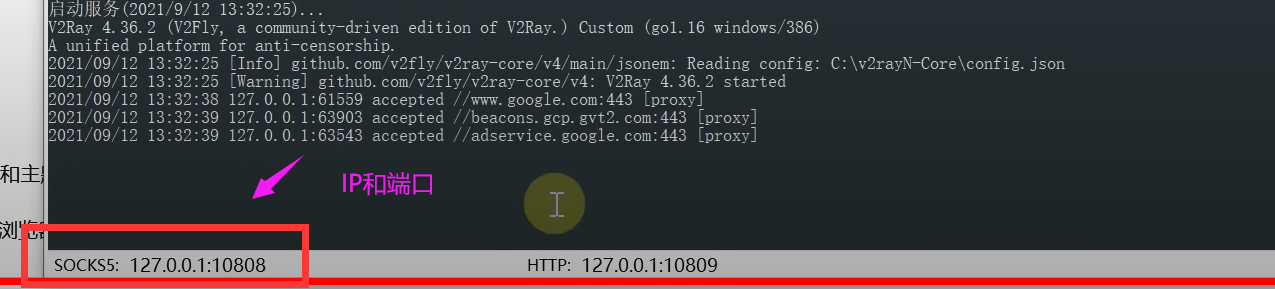 启动服务(2021/9/12 13:32:25)...
V2Ray 4.36.2 (V2Fly, a community-driven edition of V2Ray.) Custom (go1.16 windows/386)
A unified platform for anti-censorship.
2021/09/12 13:32:25 [Info] github.com/v2fly/v2ray-core/v4/main/jsonem: Reading config: C:\v2rayN-Core\config.json
2021/09/12 13:32:25 [Warning] github.com/v2fly/v2ray-core/v4: V2Ray 4.36.2 started
2021/09/12 13:32:38 127.0.0.1:61559 accepted //www.google.com:443 [proxy]
2021/09/12 13:32:39 127.0.0.1:63903 accepted //beacons.gcp.gvt2.com:443 [proxy]
2021/09/12 13:32:39 127.0.0.1:63543 accepted //adservice.google.com:443 [proxy]
和主
IP和端口
浏览
SOCKS5: 127.0.0.1:10808 HTTP: 127.0.0.1:10809